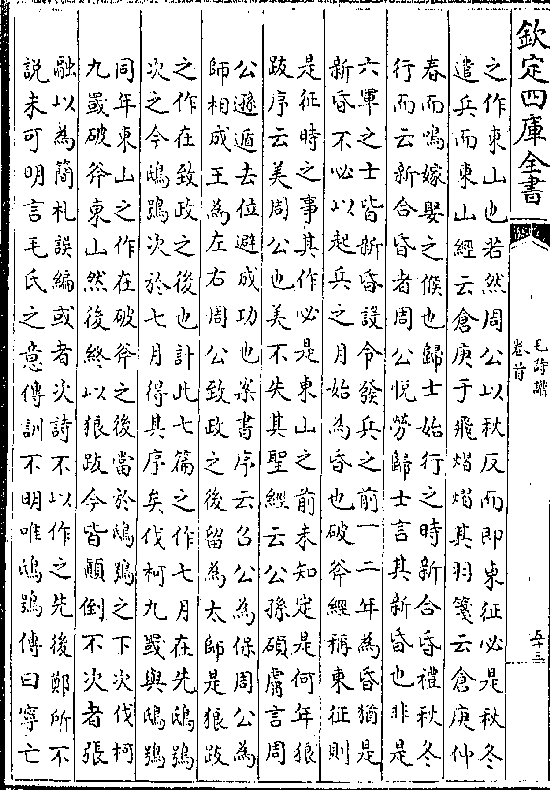 欽定四庫全書
毛詩譜
卷首
五十三
之作東山也若然周公以秋反而即東征必是秋冬
遣兵而東山經云倉庚于飛熠熠其羽箋云倉庚仲
春而鳴嫁娶之候也歸士始行之時新合昏禮秋冬
行而云新合昏者周公悅勞歸士言其新昏也非是
六軍之士皆新昏設令發兵之前一二年為昏猶是
新昏不必以起兵之月始為昏也破斧經稱東征則
是征時之事其作必是東山之前未知定是何年狼
跋序云美周公也美不失其聖經云公孫碩膚言周
公遜遁去位避成功也案書序云召公為保周公為
師相成王為左右周公致政之後留為太師是狼跋
之作在致政之後也計此七篇之作七月在先鴟鴞
次之今鴟鴞次於七月得其序矣伐柯九罭與鴟鴞
同年東山之作在破斧之後當於鴟鴞之下次伐柯
九罭破斧東山然後終以狼跋今皆顛倒不次者張
融以為簡札誤編或者次詩不以作之先後鄭所不
説未可明言毛氏之意傳訓不明唯鴟鴞傳曰寧亡